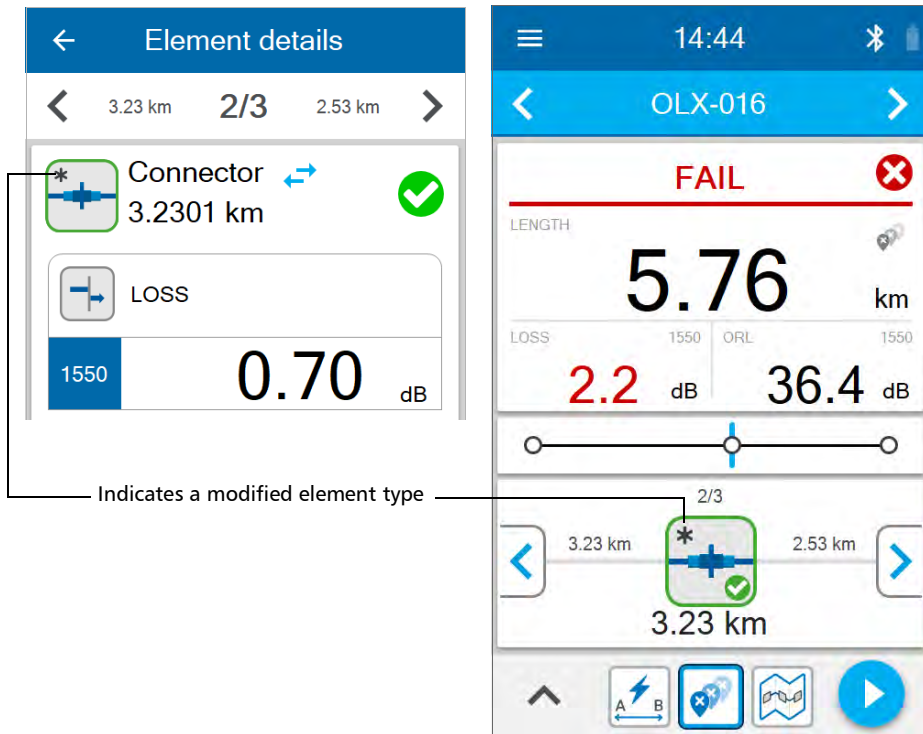 Element details
3.23 km 2/3 2.53 km
* Connector
3.2301 km
LOSS
1550 0.70 dB
Indicates a modified element type
14:44
OLX-016
FAIL
LENGTH
5.76 km
LOSS 1550 ORL 1550
2.2 dB 36.4 dB
2/3
3.23 km * 2.53 km
3.23 km
A B